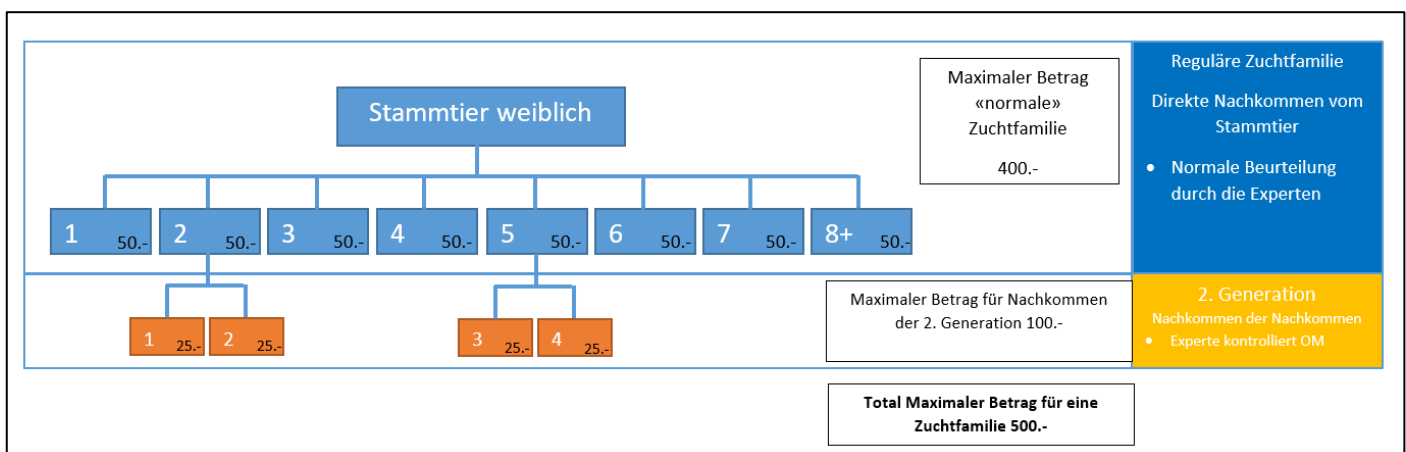 Stammtier weiblich
Maximaler Betrag
«normale»
Zuchtfamilie
400.-
Reguläre Zuchtfamilie
Direkte Nachkommen vom
Stammtier
• Normale Beurteilung
durch die Experten
1 50.- 2 50.- 3 50.- 4 50.- 5 50.- 6 50.- 7 50.- 8+ 50.-
1 25.- 2 25.- 3 25.- 4 25.-
Maximaler Betrag für Nachkommen
der 2. Generation 100.-
2. Generation
Nachkommen der Nachkommen
• Experte kontrolliert OM
Total Maximaler Betrag für eine
Zuchtfamilie 500.-